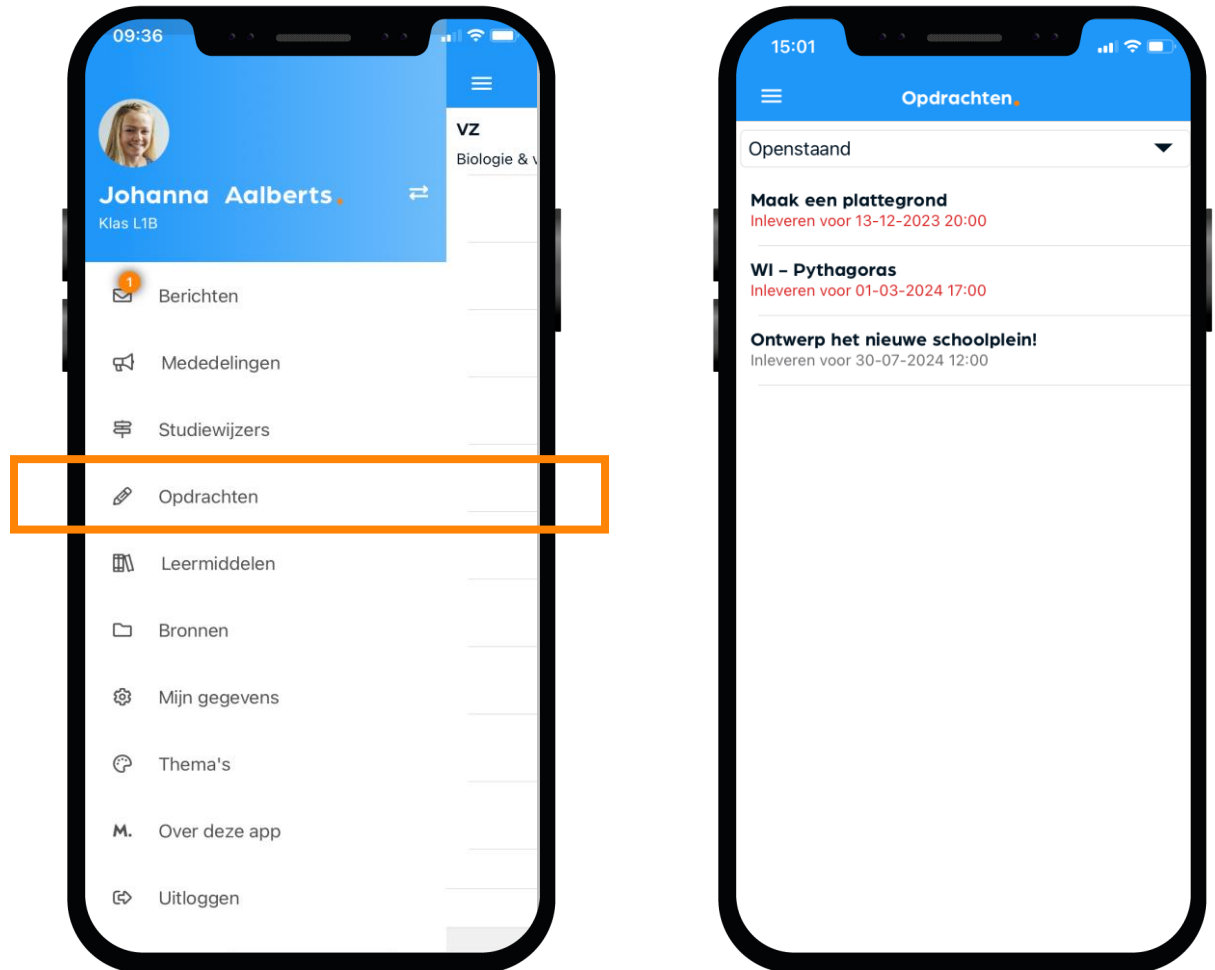 09:36
VZ
Biologie &
Johanna Aalberts.
Klas L1B
1
Berichten
Mededelingen
Studiewijzers
Opdrachten
Leermiddelen
Bronnen
Mijn gegevens
Thema's
M. Over deze app
Uitloggen
15:01
Opdrachten.
Openstaand
Maak een plattegrond
Inleveren voor 13-12-2023 20:00
WI – Pythagoras
Inleveren voor 01-03-2024 17:00
Ontwerp het nieuwe schoolplein!
Inleveren voor 30-07-2024 12:00